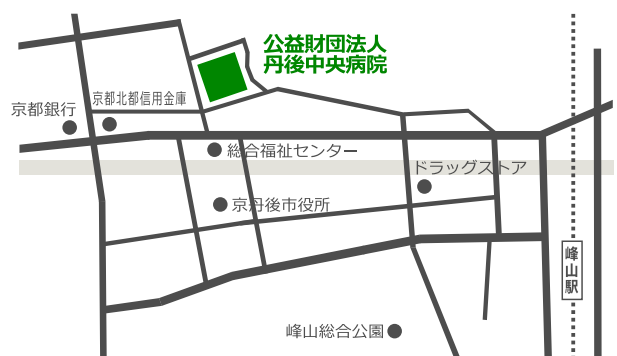 公益財団法人
丹後中央病院
京都北都信用金庫
京都銀行
総合福祉センター
ドラッグストア
京丹後市役所
峰山駅
峰山総合公園